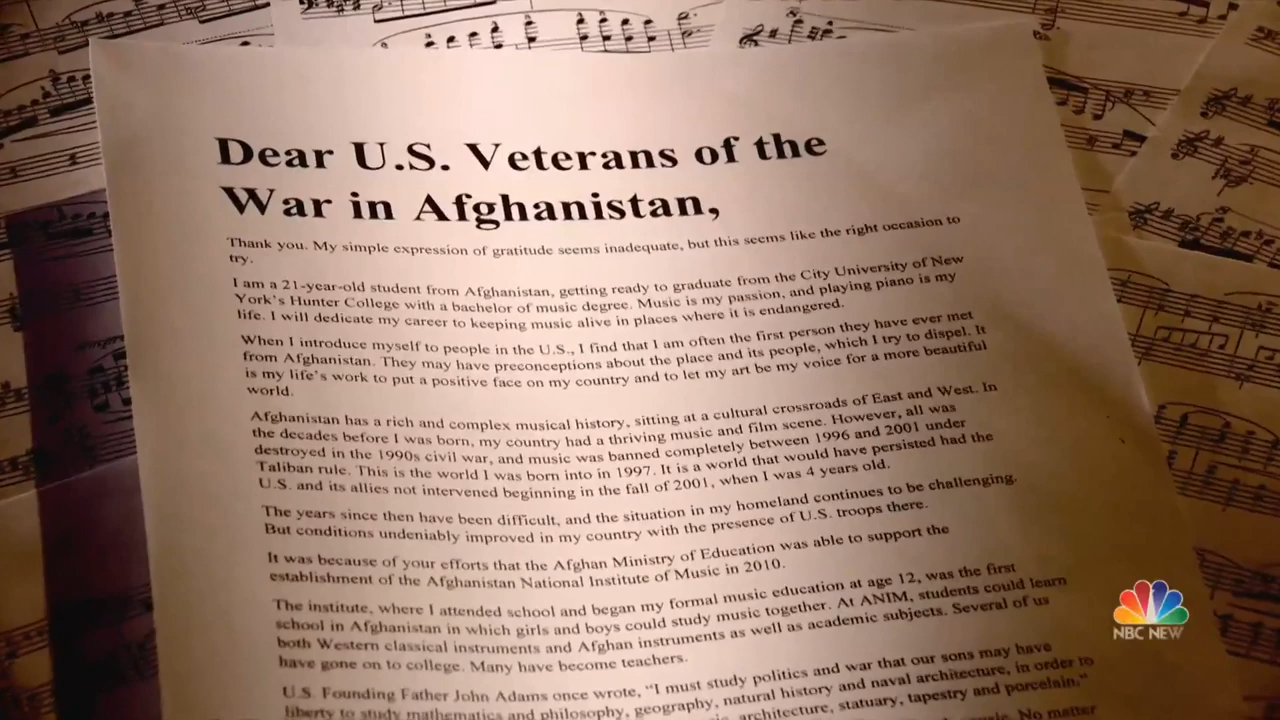 Dear U.S. Veterans of the
War in Afghanistan,
Thank you. My simple expression of gratitude seems inadequate, but this seems like the right occasion to
try.
I am a 21-year-old student from Afghanistan, getting ready to graduate from the City University of New
York's Hunter College with a bachelor of music degree. Music is my passion, and playing piano is my
life. I will dedicate my career to keeping music alive in places where it is endangered.
When I introduce myself to people in the U.S., I find that I am often the first person they have ever met
from Afghanistan. They may have preconceptions about the place and its people, which I try to dispel. It
is my life's work to put a positive face on my country and to let my art be my voice for a more beautiful
world.
Afghanistan has a rich and complex musical history, sitting at a cultural crossroads of East and West. In
the decades before I was born, my country had a thriving music and film scene. However, all was
destroyed in the 1990s civil war, and music was banned completely between 1996 and 2001 under
Taliban rule. This is the world I was born into in 1997. It is a world that would have persisted had the
U.S. and its allies not intervened beginning in the fall of 2001, when I was 4 years old.
The years since then have been difficult, and the situation in my homeland continues to be challenging.
But conditions undeniably improved in my country with the presence of U.S. troops there.
It was because of your efforts that the Afghan Ministry of Education was able to support the
establishment of the Afghanistan National Institute of Music in 2010.
The institute, where I attended school and began my formal music education at age 12, was the first
school in Afghanistan in which girls and boys could study music together. At ANIM, students could learn
both Western classical instruments and Afghan instruments as well as academic subjects. Several of us
have gone on to college. Many have become teachers.
U.S. Founding Father John Adams once wrote, "I must study politics and war that our sons may have
liberty to study mathematics and philosophy, geography, natural history and naval architecture, in order to
architecture, statuary, tapestry and porcelain."
No matter
NBC NEW